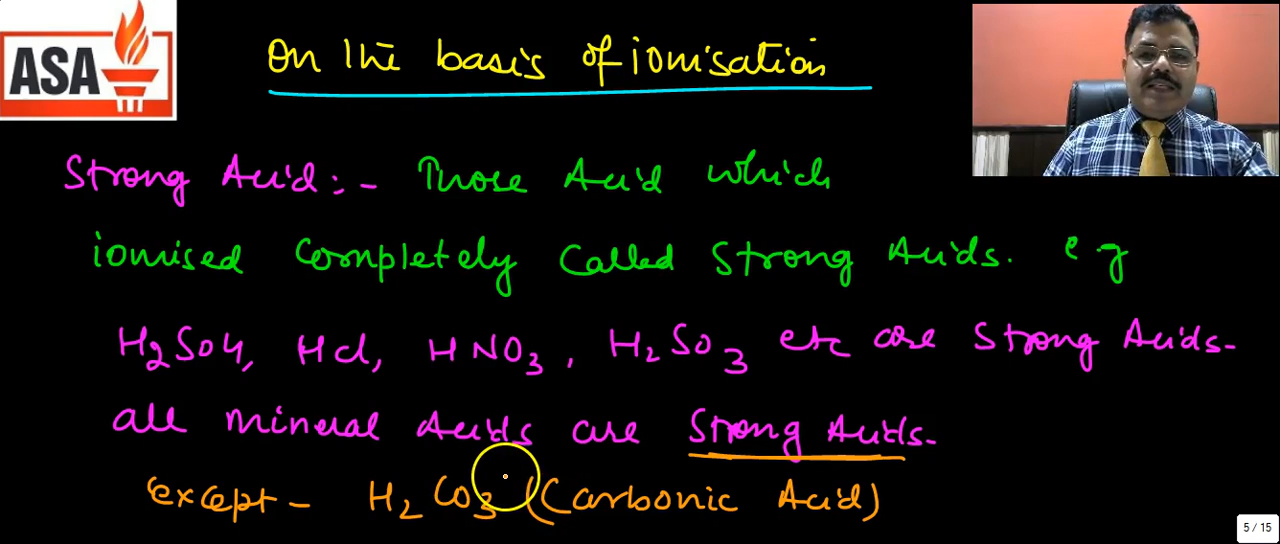 ASA
On the basis of ionisation
Strong Acid:- Those Acid which
ionised completely called Strong Acids. e.g
H2SO4, HCl, HNO3, H2SO3 etc are Strong Acids-
all mineral Acids are Strong Acids-
except - H2CO3 (Carbonic Acid)
5 / 15